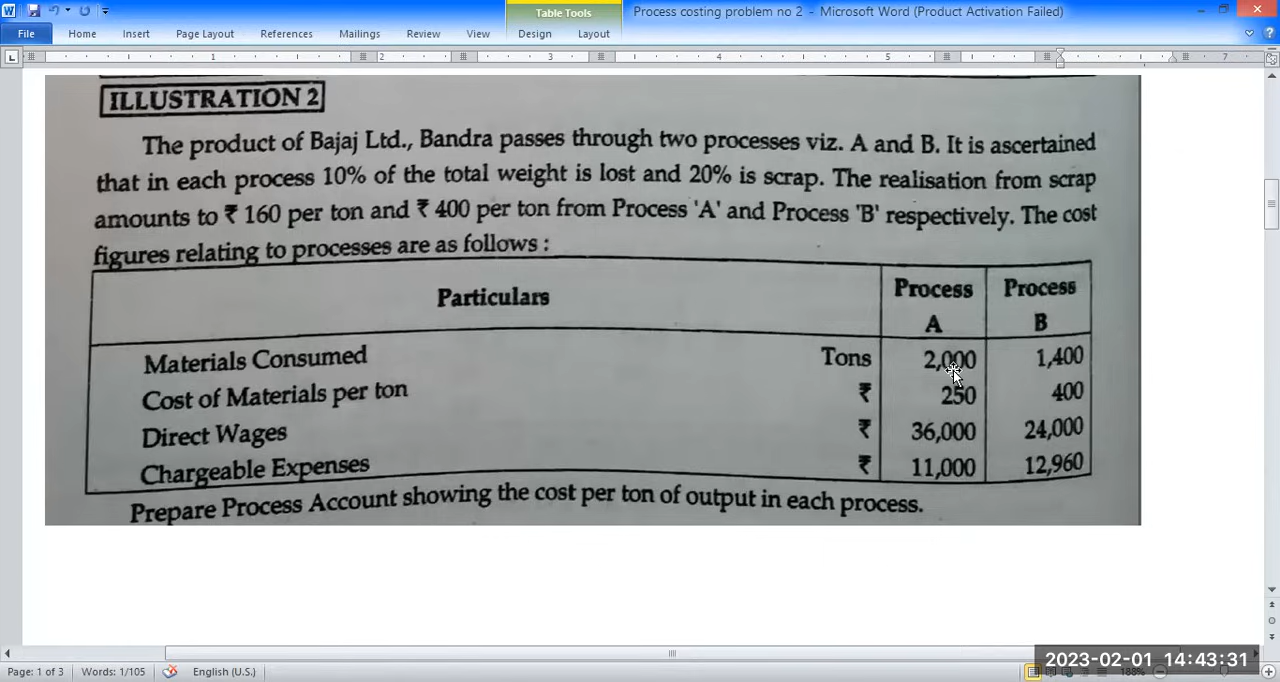 Table Tools
Process costing problem no 2 - Microsoft Word (Product Activation Failed)
File Home Insert Page Layout References Mailings Review View Design Layout
1 2 3 4 5 7
ILLUSTRATION 2
The product of Bajaj Ltd., Bandra passes through two processes viz. A and B. It is ascertained
that in each process 10% of the total weight is lost and 20% is scrap. The realisation from scrap
amounts to ₹ 160 per ton and ₹ 400 per ton from Process 'A' and Process 'B' respectively. The cost
figures relating to processes are as follows :
Particulars Process A Process B
Materials Consumed Tons 2,000 1,400
Cost of Materials per ton ₹ 250 400
Direct Wages ₹ 36,000 24,000
Chargeable Expenses ₹ 11,000 12,960
Prepare Process Account showing the cost per ton of output in each process.
2023-02-01 14:43:31
Page: 1 of 3 Words: 1/105 English (U.S.) 188%